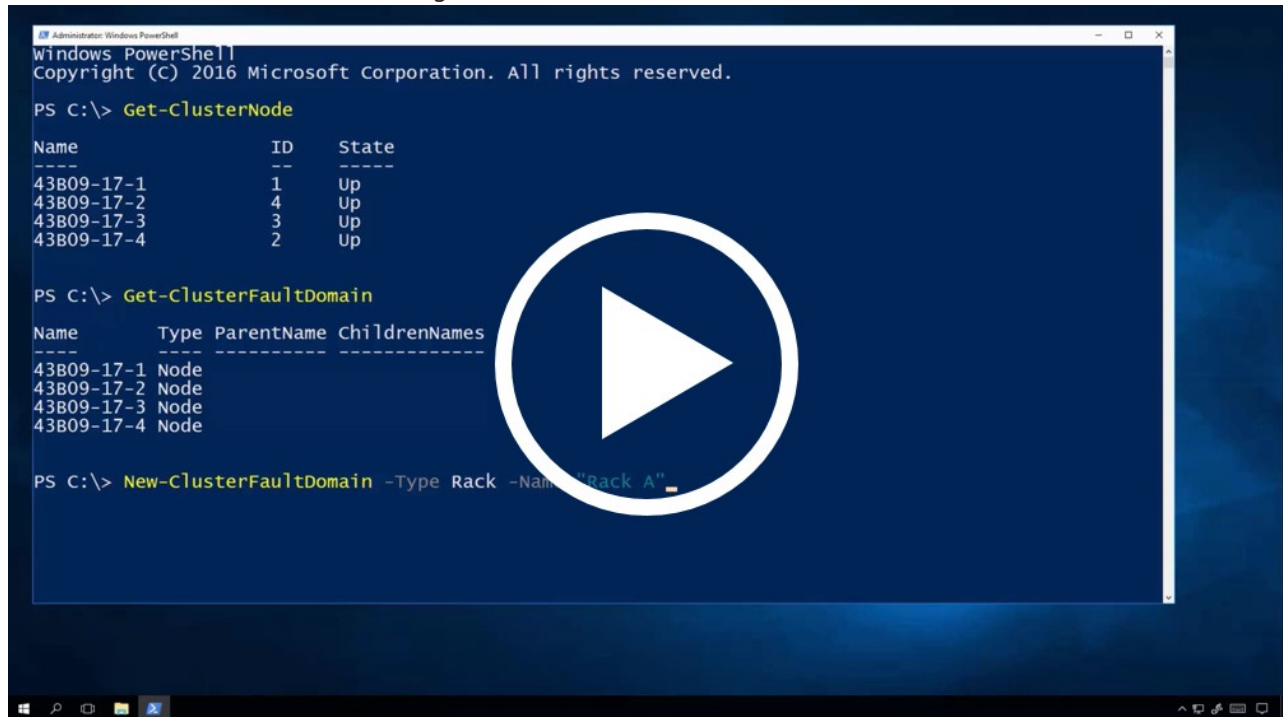 Administrator: Windows PowerShell
Windows PowerShell
Copyright (C) 2016 Microsoft Corporation. All rights reserved.
PS C:\> Get-ClusterNode
Name ID State
---- -- -----
43B09-17-1 1 Up
43B09-17-2 4 Up
43B09-17-3 3 Up
43B09-17-4 2 Up
PS C:\> Get-ClusterFaultDomain
Name Type ParentName ChildrenNames
---- ---- ---------- -------------
43B09-17-1 Node
43B09-17-2 Node
43B09-17-3 Node
43B09-17-4 Node
PS C:\> New-ClusterFaultDomain -Type Rack -Nam "Rack A"_